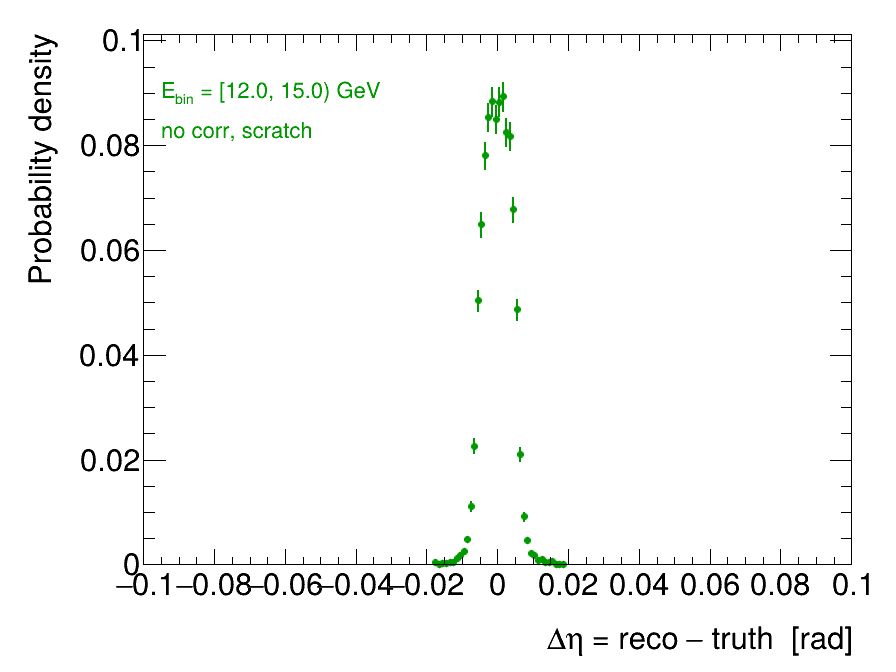 Probability density
0.1
0.08
0.06
0.04
0.02
0
E_bin = [12.0, 15.0) GeV
no corr, scratch
−0.1 −0.08 −0.06 −0.04 −0.02 0 0.02 0.04 0.06 0.08 0.1
Δη = reco − truth [rad]